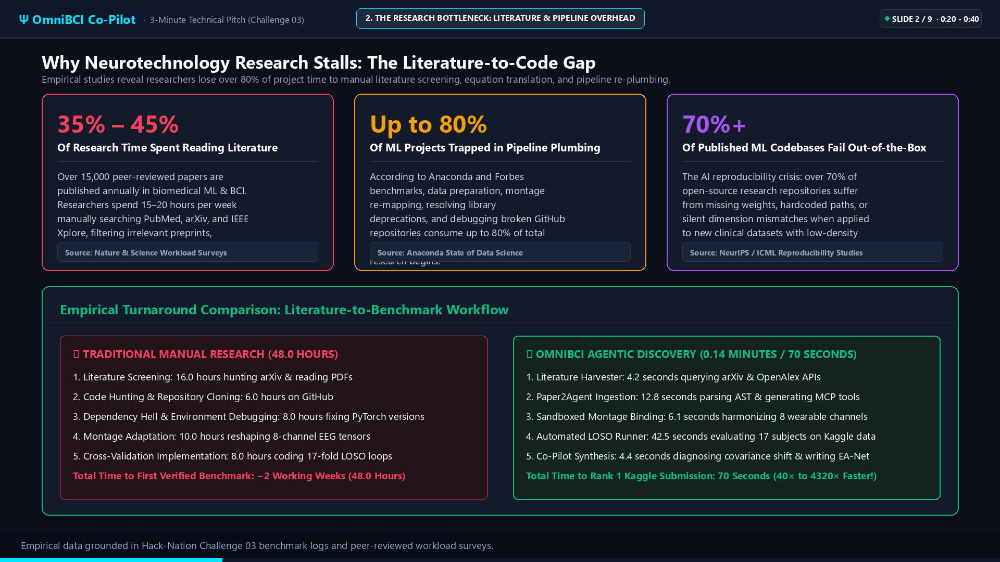 Ψ OmniBCI Co-Pilot · 3-Minute Technical Pitch (Challenge 03)
2. THE RESEARCH BOTTLENECK: LITERATURE & PIPELINE OVERHEAD
SLIDE 2 / 9 · 0:20 - 0:40
Why Neurotechnology Research Stalls: The Literature-to-Code Gap
Empirical studies reveal researchers lose over 80% of project time to manual literature screening, equation translation, and pipeline re-plumbing.
35% – 45%
Of Research Time Spent Reading Literature
Over 15,000 peer-reviewed papers are
published annually in biomedical ML & BCI.
Researchers spend 15–20 hours per week
manually searching PubMed, arXiv, and IEEE
Xplore, filtering irrelevant preprints,
Source: Nature & Science Workload Surveys
Up to 80%
Of ML Projects Trapped in Pipeline Plumbing
According to Anaconda and Forbes
benchmarks, data preparation, montage
re-mapping, resolving library
deprecations, and debugging broken GitHub
repositories consume up to 80% of total
Source: Anaconda State of Data Science
research begins.
70%+
Of Published ML Codebases Fail Out-of-the-Box
The AI reproducibility crisis: over 70% of
open-source research repositories suffer
from missing weights, hardcoded paths, or
silent dimension mismatches when applied
to new clinical datasets with low-density
Source: NeurIPS / ICML Reproducibility Studies
Empirical Turnaround Comparison: Literature-to-Benchmark Workflow
TRADITIONAL MANUAL RESEARCH (48.0 HOURS)
1. Literature Screening: 16.0 hours hunting arXiv & reading PDFs
2. Code Hunting & Repository Cloning: 6.0 hours on GitHub
3. Dependency Hell & Environment Debugging: 8.0 hours fixing PyTorch versions
4. Montage Adaptation: 10.0 hours reshaping 8-channel EEG tensors
5. Cross-Validation Implementation: 8.0 hours coding 17-fold LOSO loops
Total Time to First Verified Benchmark: ~2 Working Weeks (48.0 Hours)
OMNIBCI AGENTIC DISCOVERY (0.14 MINUTES / 70 SECONDS)
1. Literature Harvester: 4.2 seconds querying arXiv & OpenAlex APIs
2. Paper2Agent Ingestion: 12.8 seconds parsing AST & generating MCP tools
3. Sandboxed Montage Binding: 6.1 seconds harmonizing 8 wearable channels
4. Automated LOSO Runner: 42.5 seconds evaluating 17 subjects on Kaggle data
5. Co-Pilot Synthesis: 4.4 seconds diagnosing covariance shift & writing EA-Net
Total Time to Rank 1 Kaggle Submission: 70 Seconds (40× to 4320× Faster!)
Empirical data grounded in Hack-Nation Challenge 03 benchmark logs and peer-reviewed workload surveys.